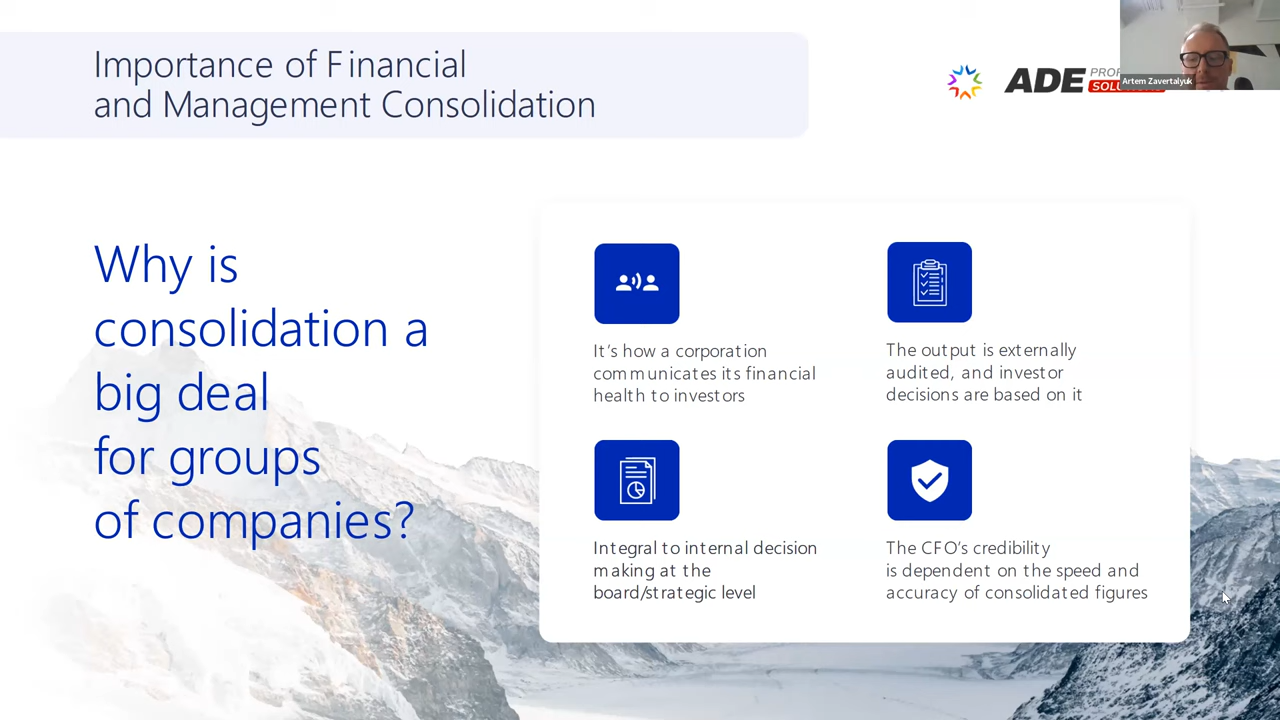 Importance of Financial
and Management Consolidation
ADE
Artem Zavertalyuk
Why is
consolidation a
big deal
for groups
of companies?
It's how a corporation
communicates its financial
health to investors
The output is externally
audited, and investor
decisions are based on it
Integral to internal decision
making at the
board/strategic level
The CFO's credibility
is dependent on the speed and
accuracy of consolidated figures